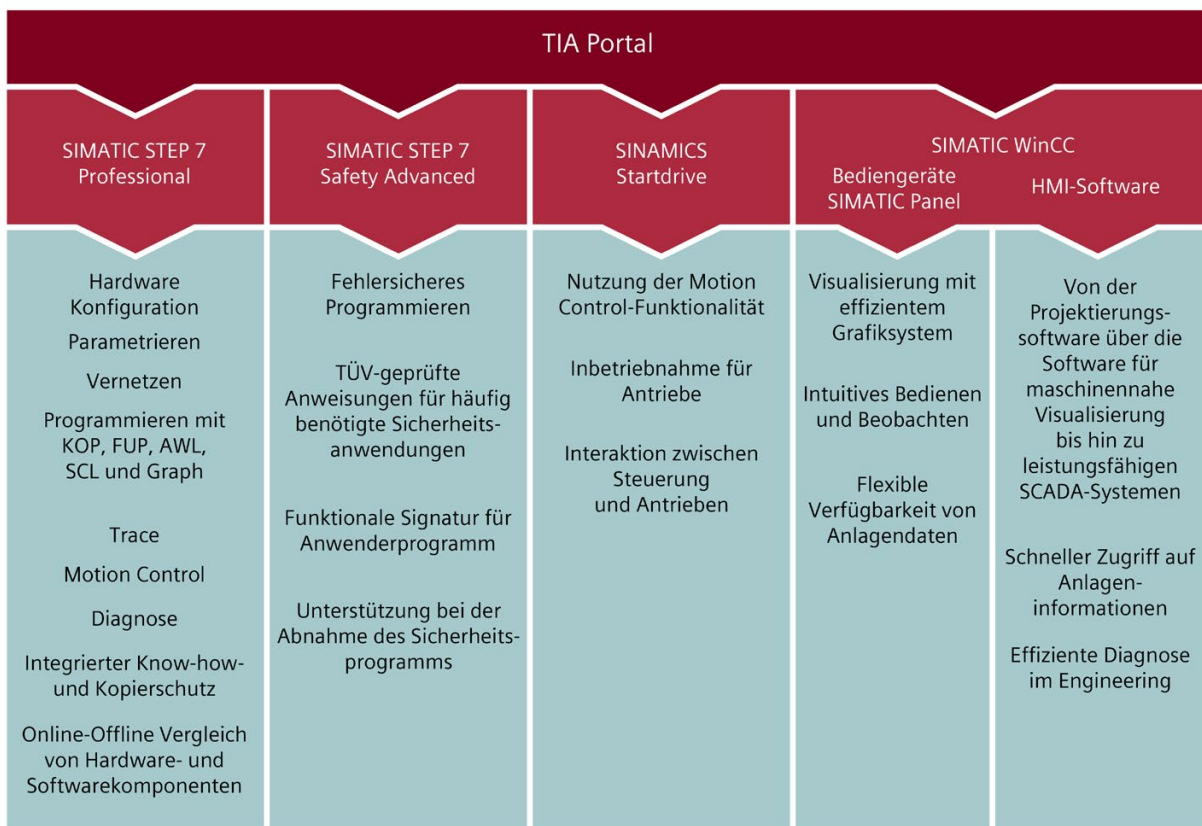 TIA Portal
SIMATIC STEP 7
Professional
SIMATIC STEP 7
Safety Advanced
SINAMICS
Startdrive
SIMATIC WinCC
Bediengeräte
SIMATIC Panel
HMI-Software
Hardware
Konfiguration
Parametrieren
Vernetzen
Programmieren mit
KOP, FUP, AWL,
SCL und Graph
Trace
Motion Control
Diagnose
Integrierter Know-how-
und Kopierschutz
Online-Offline Vergleich
von Hardware- und
Softwarekomponenten
Fehlersicheres
Programmieren
TÜV-geprüfte
Anweisungen für häufig
benötigte Sicherheits-
anwendungen
Funktionale Signatur für
Anwenderprogramm
Unterstützung bei der
Abnahme des Sicherheits-
programms
Nutzung der Motion
Control-Funktionalität
Inbetriebnahme für
Antriebe
Interaktion zwischen
Steuerung
und Antrieben
Visualisierung mit
effizientem
Grafiksystem
Intuitives Bedienen
und Beobachten
Flexible
Verfügbarkeit von
Anlagendaten
Von der
Projektierungs-
software über die
Software für
maschinennahe
Visualisierung
bis hin zu
leistungsfähigen
SCADA-Systemen
Schneller Zugriff auf
Anlagen-
informationen
Effiziente Diagnose
im Engineering